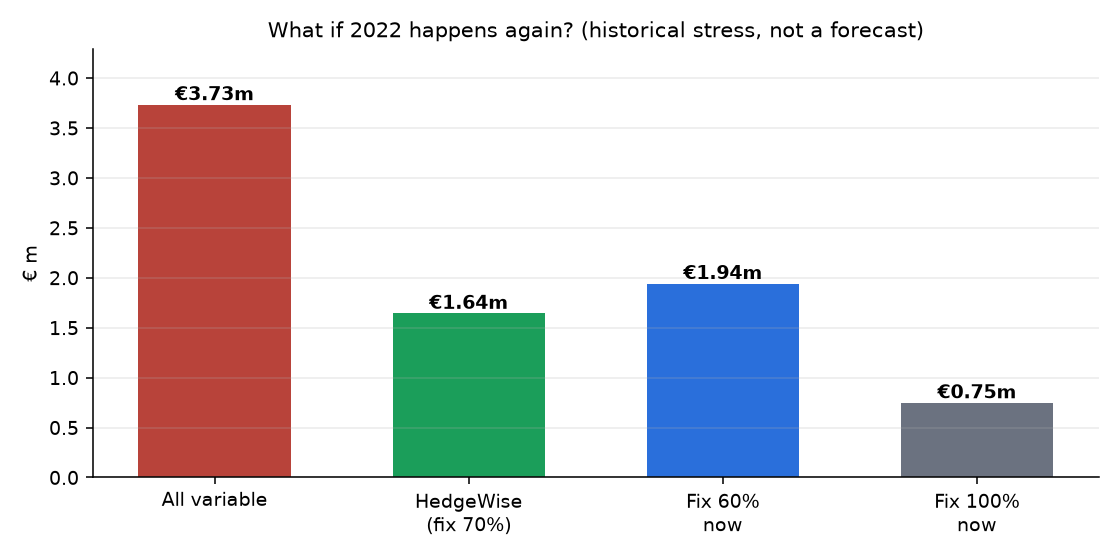 What if 2022 happens again? (historical stress, not a forecast)
€ m
4.0
3.5
3.0
2.5
2.0
1.5
1.0
0.5
0.0
€3.73m
€1.64m
€1.94m
€0.75m
All variable
HedgeWise
(fix 70%)
Fix 60%
now
Fix 100%
now